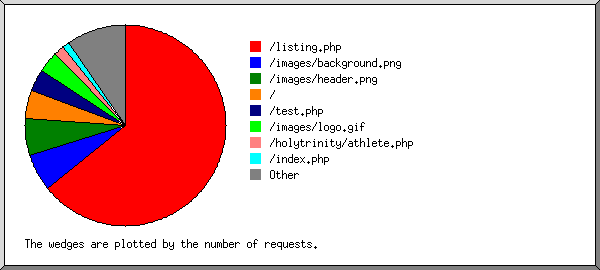 /listing.php
/images/background.png
/images/header.png
/
/test.php
/images/logo.gif
/holytrinity/athlete.php
/index.php
Other
The wedges are plotted by the number of requests.